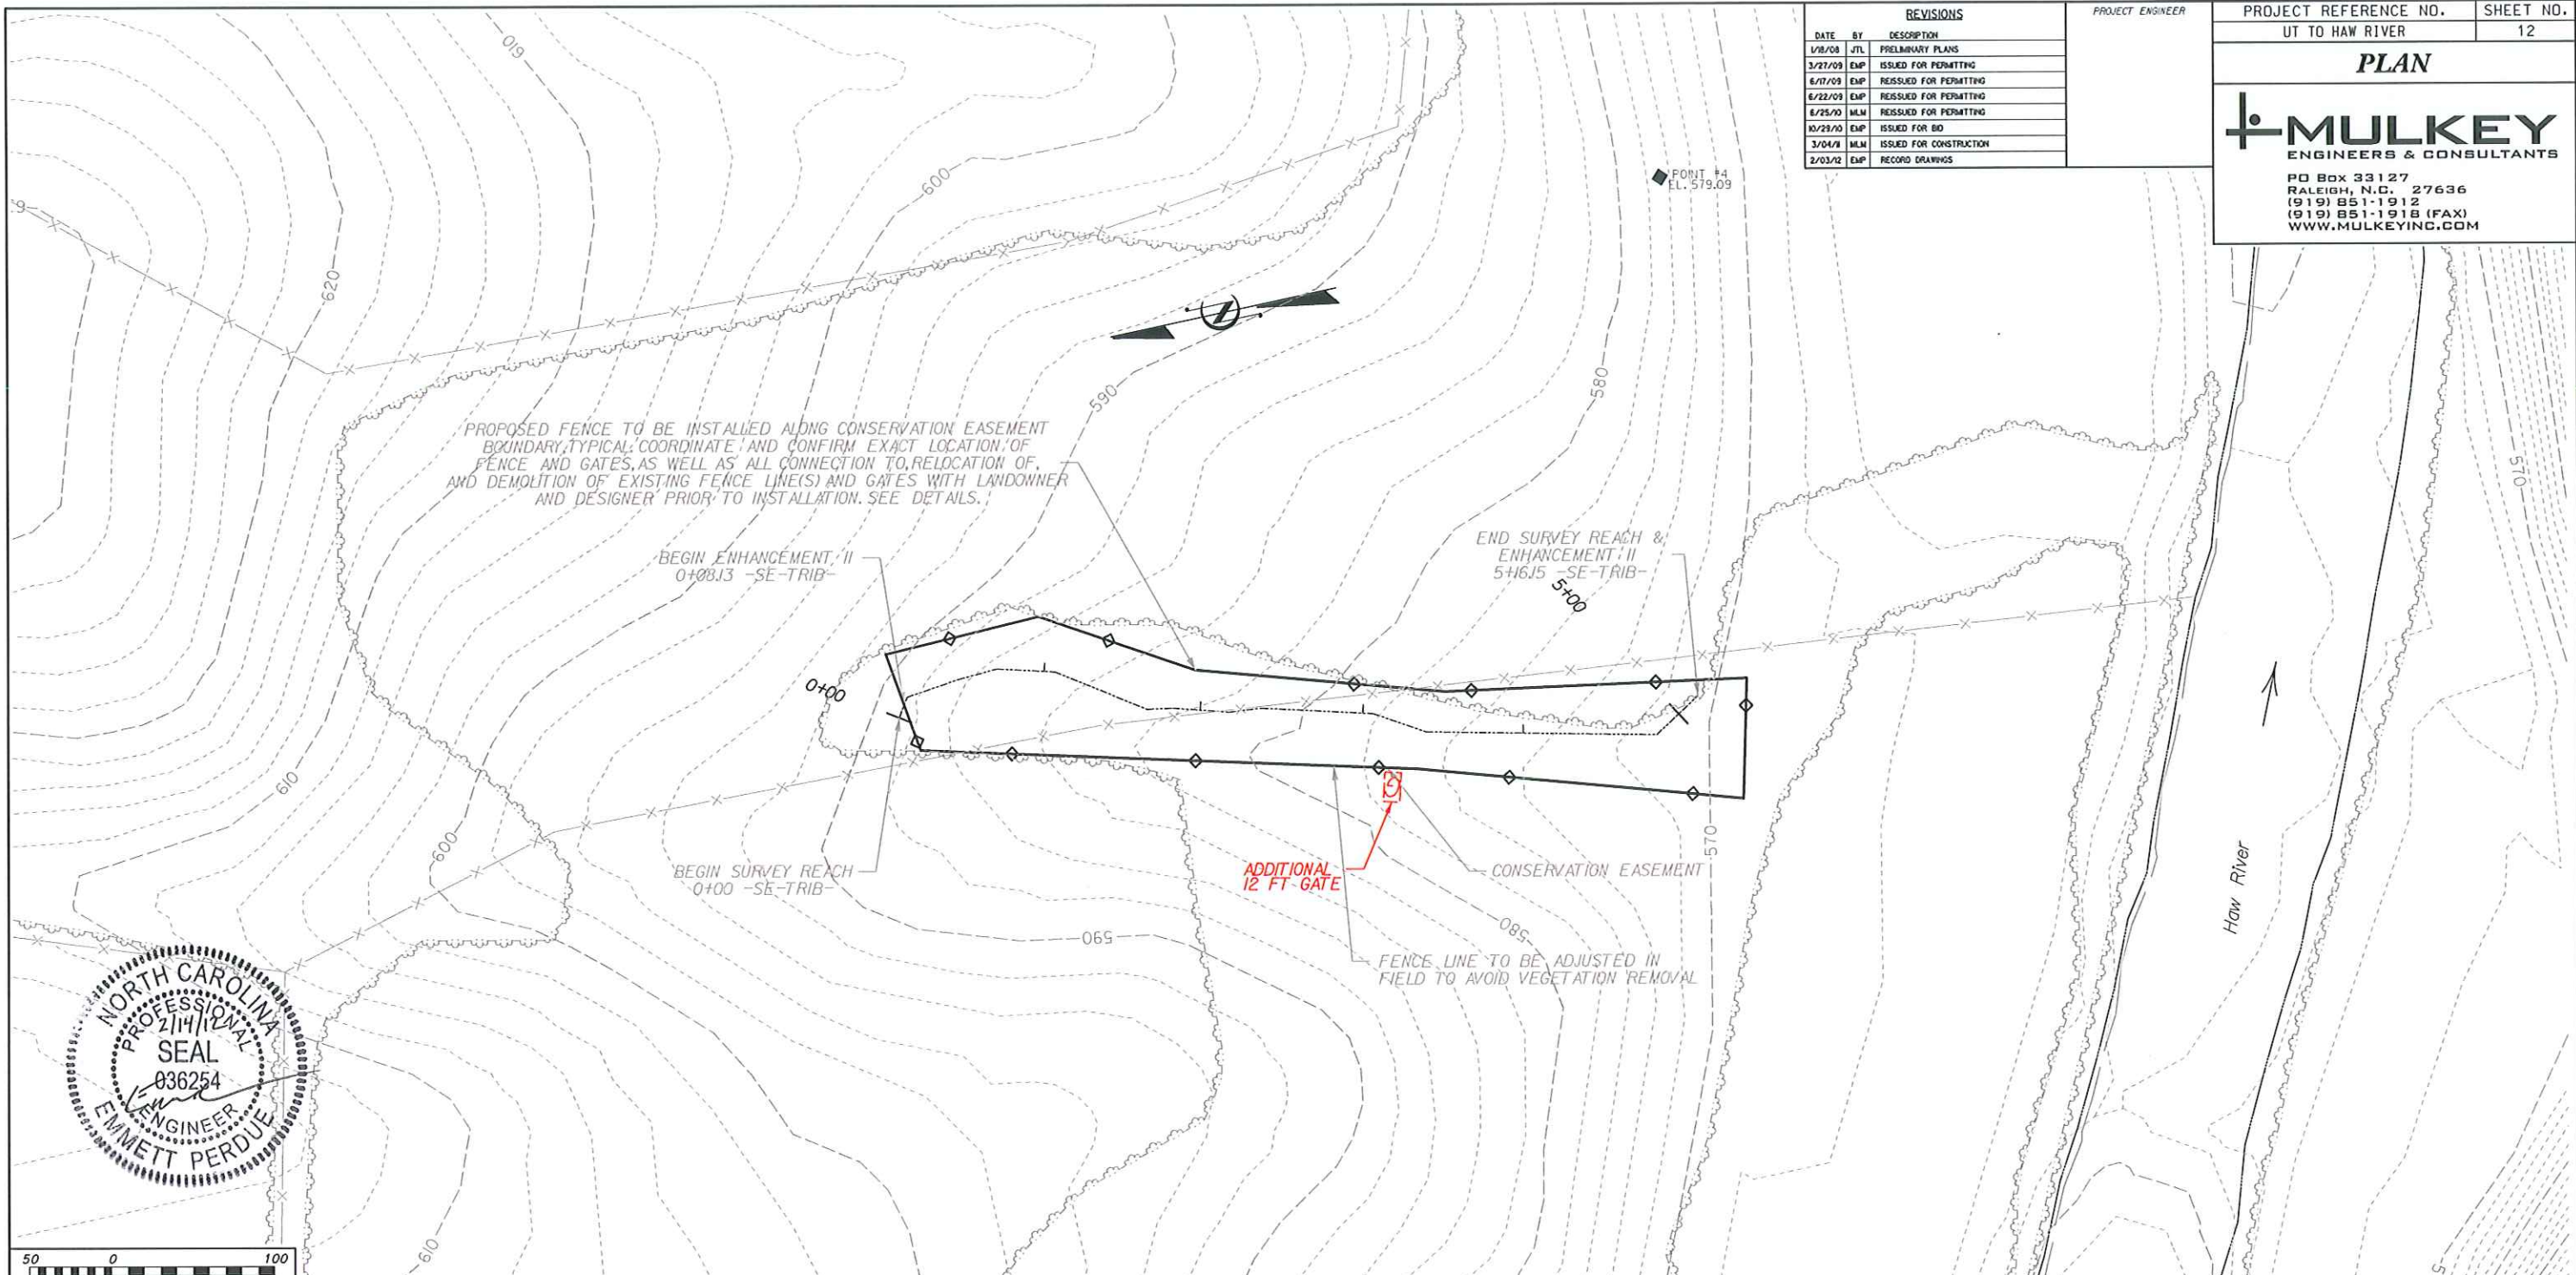 REVISIONS
DATE BY DESCRIPTION
1/18/08 JTL PRELIMINARY PLANS
3/27/09 EMP ISSUED FOR PERMITTING
6/17/09 EMP REISSUED FOR PERMITTING
6/22/09 EMP REISSUED FOR PERMITTING
6/25/10 MLM REISSUED FOR PERMITTING
10/29/10 EMP ISSUED FOR BID
3/04/11 MLM ISSUED FOR CONSTRUCTION
2/03/12 EMP RECORD DRAWINGS
PROJECT ENGINEER
PROJECT REFERENCE NO. SHEET NO.
UT TO HAW RIVER 12
PLAN
MULKEY
ENGINEERS & CONSULTANTS
PO BOX 33127
RALEIGH, N.C. 27636
(919) 851-1912
(919) 851-1918 (FAX)
WWW.MULKEYINC.COM
610
600
620
POINT #4
EL. 579.09
590
580
570
PROPOSED FENCE TO BE INSTALLED ALONG CONSERVATION EASEMENT
BOUNDARY, TYPICAL. COORDINATE AND CONFIRM EXACT LOCATION OF
FENCE AND GATES, AS WELL AS ALL CONNECTION TO, RELOCATION OF,
AND DEMOLITION OF EXISTING FENCE LINE(S) AND GATES WITH LANDOWNER
AND DESIGNER PRIOR TO INSTALLATION. SEE DETAILS.
BEGIN ENHANCEMENT II
0+08.13 -SE-TRIB-
END SURVEY REACH &
ENHANCEMENT II
5+16.15 -SE-TRIB-
5+00
0+00
610
600
BEGIN SURVEY REACH
0+00 -SE-TRIB-
ADDITIONAL
12 FT GATE
CONSERVATION EASEMENT
570
590
580
FENCE LINE TO BE ADJUSTED IN
FIELD TO AVOID VEGETATION REMOVAL
Haw River
NORTH CAROLINA
PROFESSIONAL
2/14/12
SEAL
036254
ENGINEER
EMMETT PERDUE
610
50 0 100